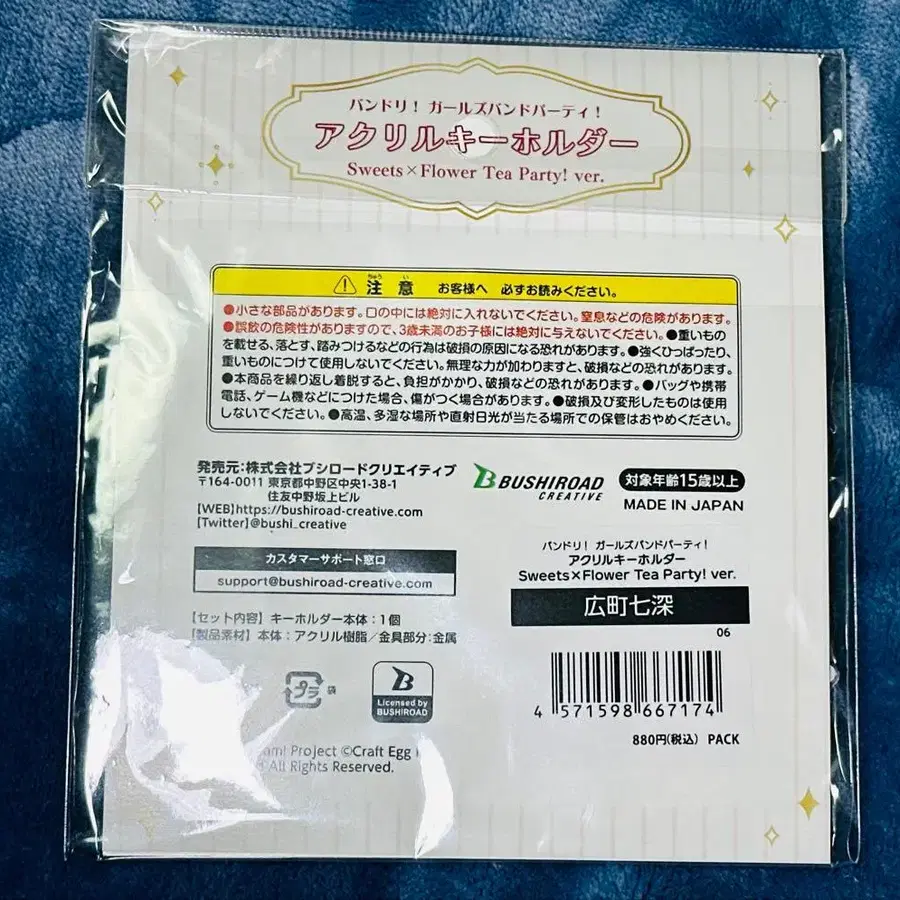 バンドリ！ ガールズバンドパーティ！
アクリルキーホルダー
Sweets×Flower Tea Party! ver.
注意 お客様へ 必ずお読みください。
ちゅう い
●小さな部品があります。口の中には絶対に入れないでください。窒息などの危険があります。
●誤飲の危険性がありますので、3歳未満のお子様には絶対に与えないでください。●重いもの
を載せる、落とす、踏みつけるなどの行為は破損の原因になる恐れがあります。●強くひっぱったり、
重いものにつけて使用しないでください。無理な力が加わりますと、破損などの恐れがあります。
●本商品を繰り返し着脱すると、負担がかかり、破損などの恐れがあります。●バッグや携帯
電話、ゲーム機などにつけた場合、傷がつく場合があります。●破損及び変形したものは使用
しないでください。●高温、多湿な場所や直射日光が当たる場所での保管はおやめください。
発売元：株式会社ブシロードクリエイティブ
〒164-0011 東京都中野区中央1-38-1
住友中野坂上ビル
【WEB】https://bushiroad-creative.com
【Twitter】@bushi_creative
BUSHIROAD
CREATIVE
対象年齢15歳以上
MADE IN JAPAN
カスタマーサポート窓口
support@bushiroad-creative.com
バンドリ！ ガールズバンドパーティ！
アクリルキーホルダー
Sweets×Flower Tea Party! ver.
広町七深
06
【セット内容】キーホルダー本体：1個
【製品素材】本体：アクリル樹脂／金具部分：金属
プラ
袋
B
Licensed by
BUSHIROAD
4 571598 667174
880円（税込） PACK
Project ©Craft Egg
All Rights Reserved.